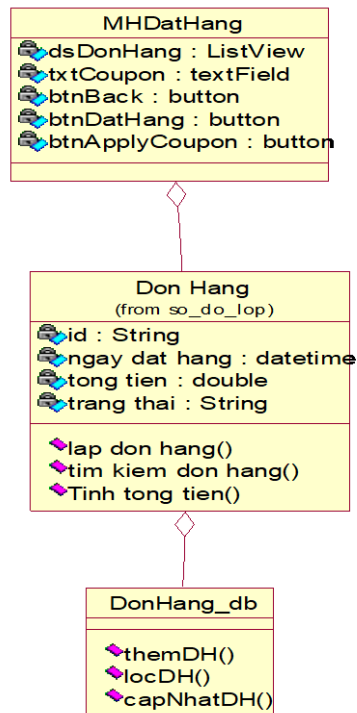 MHDatHang
dsDonHang : ListView
txtCoupon : textField
btnBack : button
btnDatHang : button
btnApplyCoupon : button
Don Hang
(from so_do_lop)
id : String
ngay dat hang : datetime
tong tien : double
trang thai : String
lap don hang()
tim kiem don hang()
Tinh tong tien()
DonHang_db
themDH()
locDH()
capNhatDH()